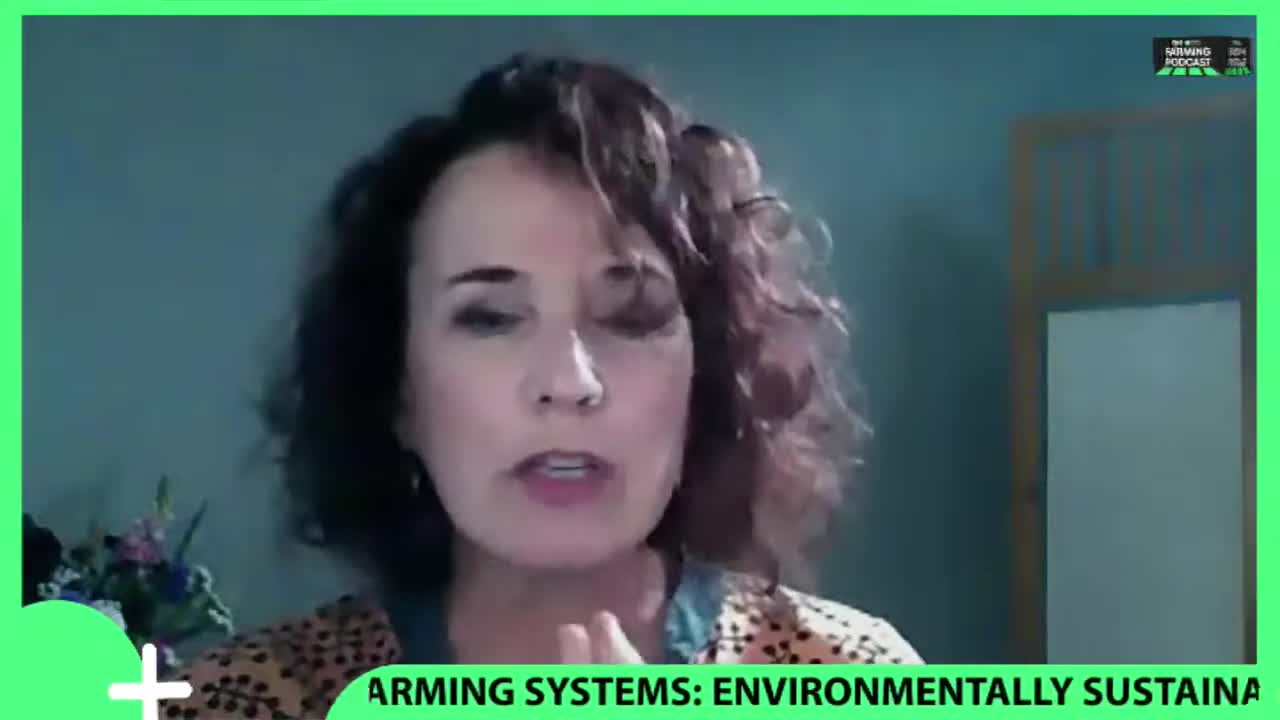 FARMING
PODCAST
ARMING SYSTEMS: ENVIRONMENTALLY SUSTAINA